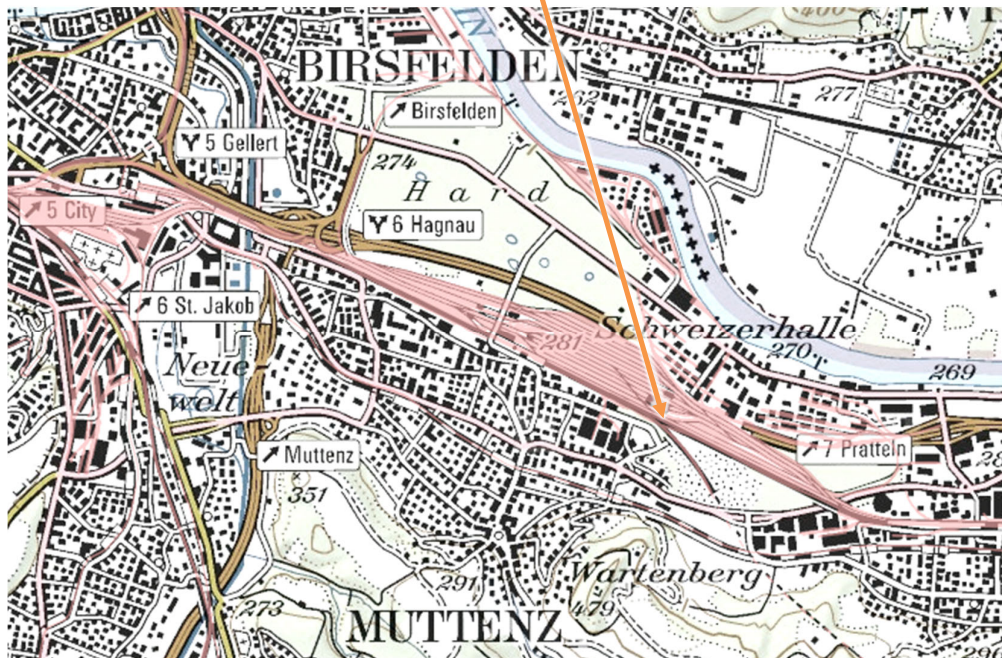 400
BIRSFELDEN
262
277
Birsfelden
5 Gellert
274
Hard
5 City
6 Hagnau
6 St. Jakob
281
Schweizerhalle
270
269
Neue-
welt
7 Pratteln
Muttenz
351
291
Wartenberg
479
273
MUTTENZ